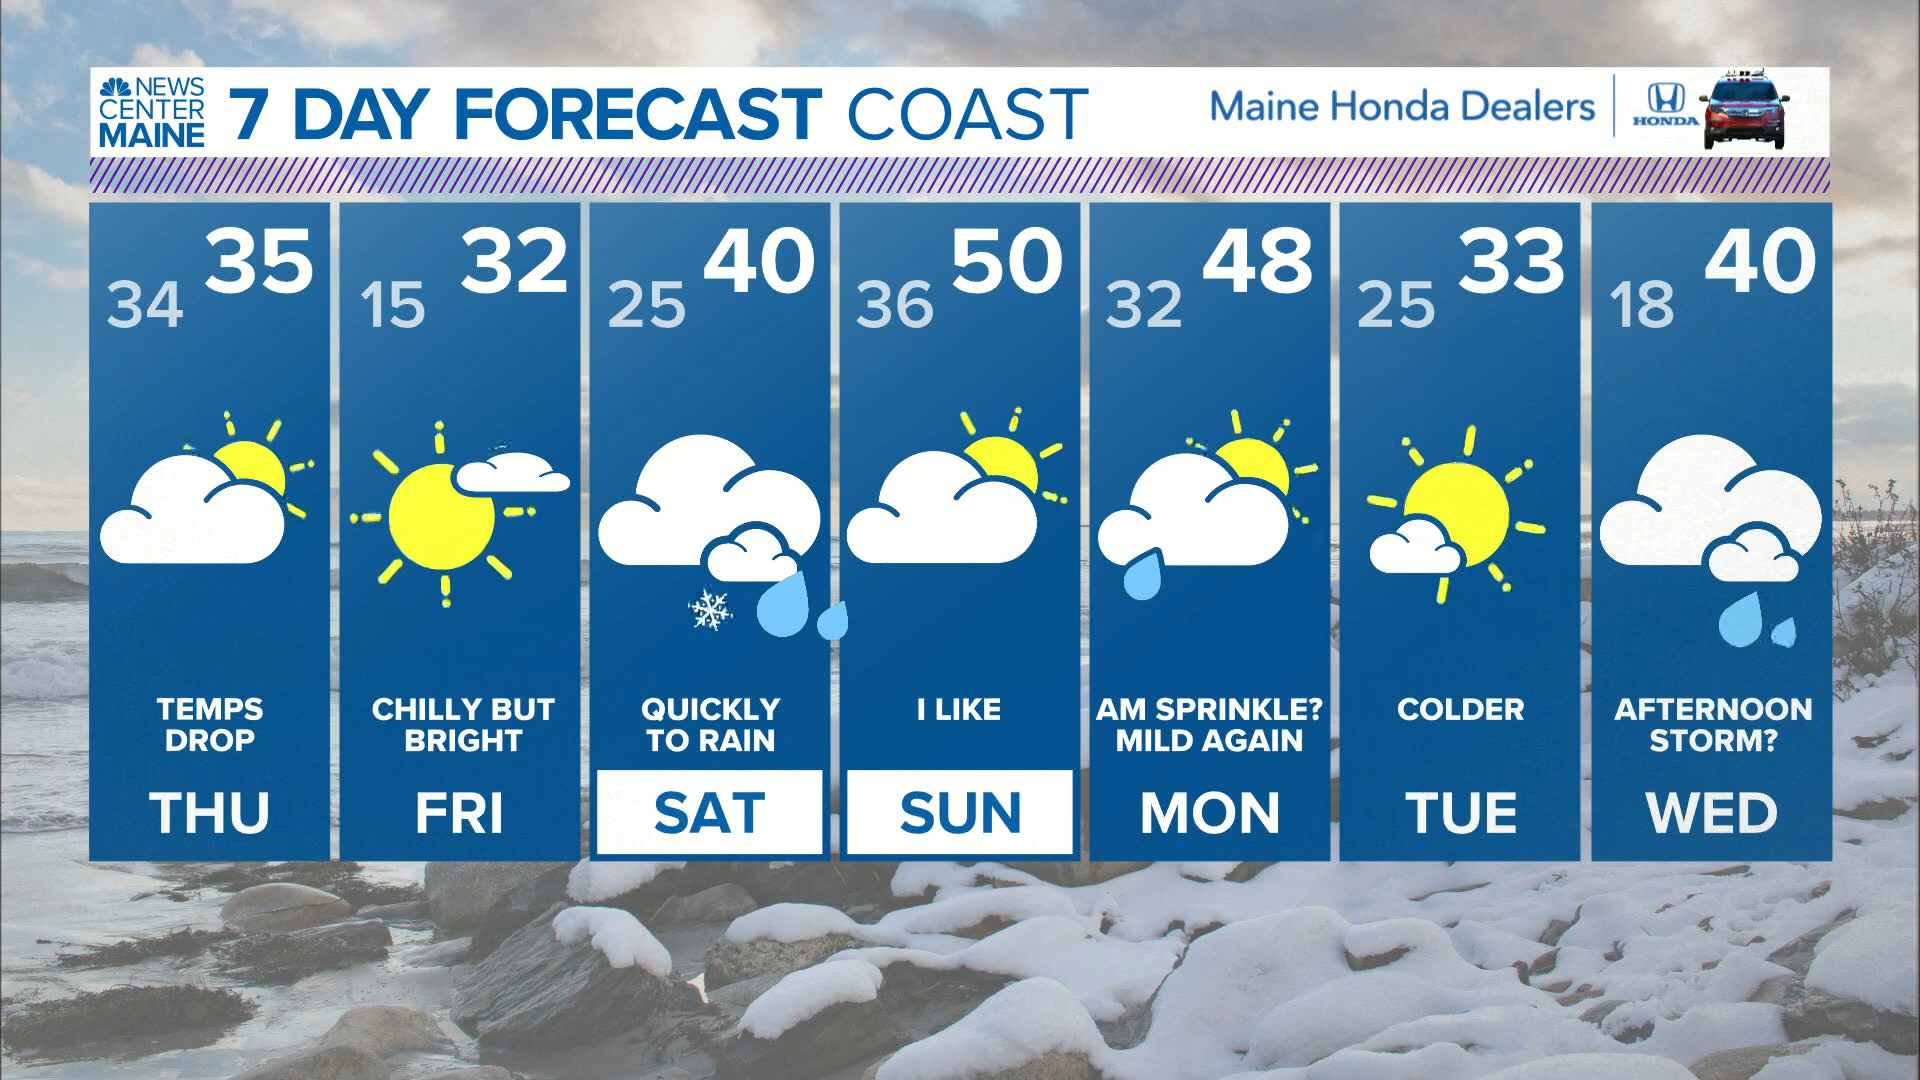 NEWS
CENTER
MAINE
7 DAY FORECAST COAST
Maine Honda Dealers
HONDA
34 35
TEMPS
DROP
THU
15 32
CHILLY BUT
BRIGHT
FRI
25 40
QUICKLY
TO RAIN
SAT
36 50
I LIKE
SUN
32 48
AM SPRINKLE?
MILD AGAIN
MON
25 33
COLDER
TUE
18 40
AFTERNOON
STORM?
WED